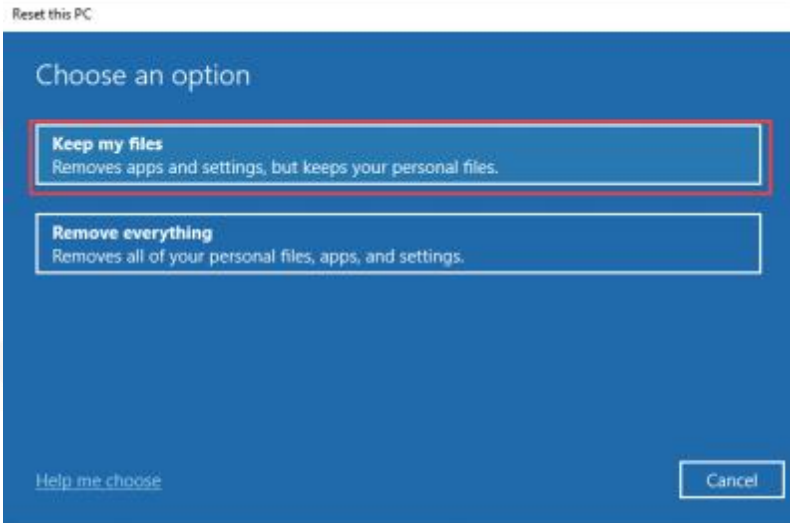 Reset this PC
Choose an option
Keep my files
Removes apps and settings, but keeps your personal files.
Remove everything
Removes all of your personal files, apps, and settings.
Help me choose
Cancel